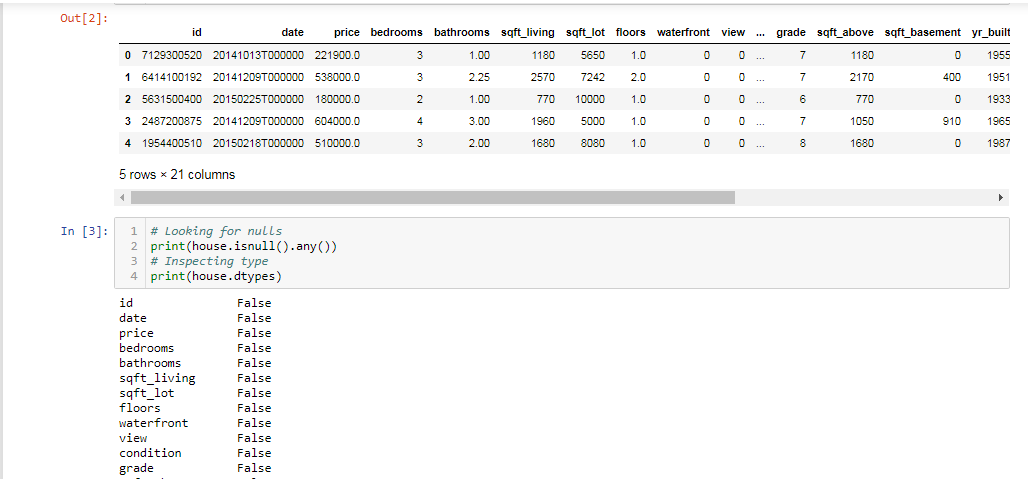 Out[2]:
id date price bedrooms bathrooms sqft_living sqft_lot floors waterfront view ... grade sqft_above sqft_basement yr_built
0 7129300520 20141013T000000 221900.0 3 1.00 1180 5650 1.0 0 0 ... 7 1180 0 1955
1 6414100192 20141209T000000 538000.0 3 2.25 2570 7242 2.0 0 0 ... 7 2170 400 1951
2 5631500400 20150225T000000 180000.0 2 1.00 770 10000 1.0 0 0 ... 6 770 0 1933
3 2487200875 20141209T000000 604000.0 4 3.00 1960 5000 1.0 0 0 ... 7 1050 910 1965
4 1954400510 20150218T000000 510000.0 3 2.00 1680 8080 1.0 0 0 ... 8 1680 0 1987
5 rows × 21 columns
In [3]:
1 # Looking for nulls
2 print(house.isnull().any())
3 # Inspecting type
4 print(house.dtypes)
id False
date False
price False
bedrooms False
bathrooms False
sqft_living False
sqft_lot False
floors False
waterfront False
view False
condition False
grade False